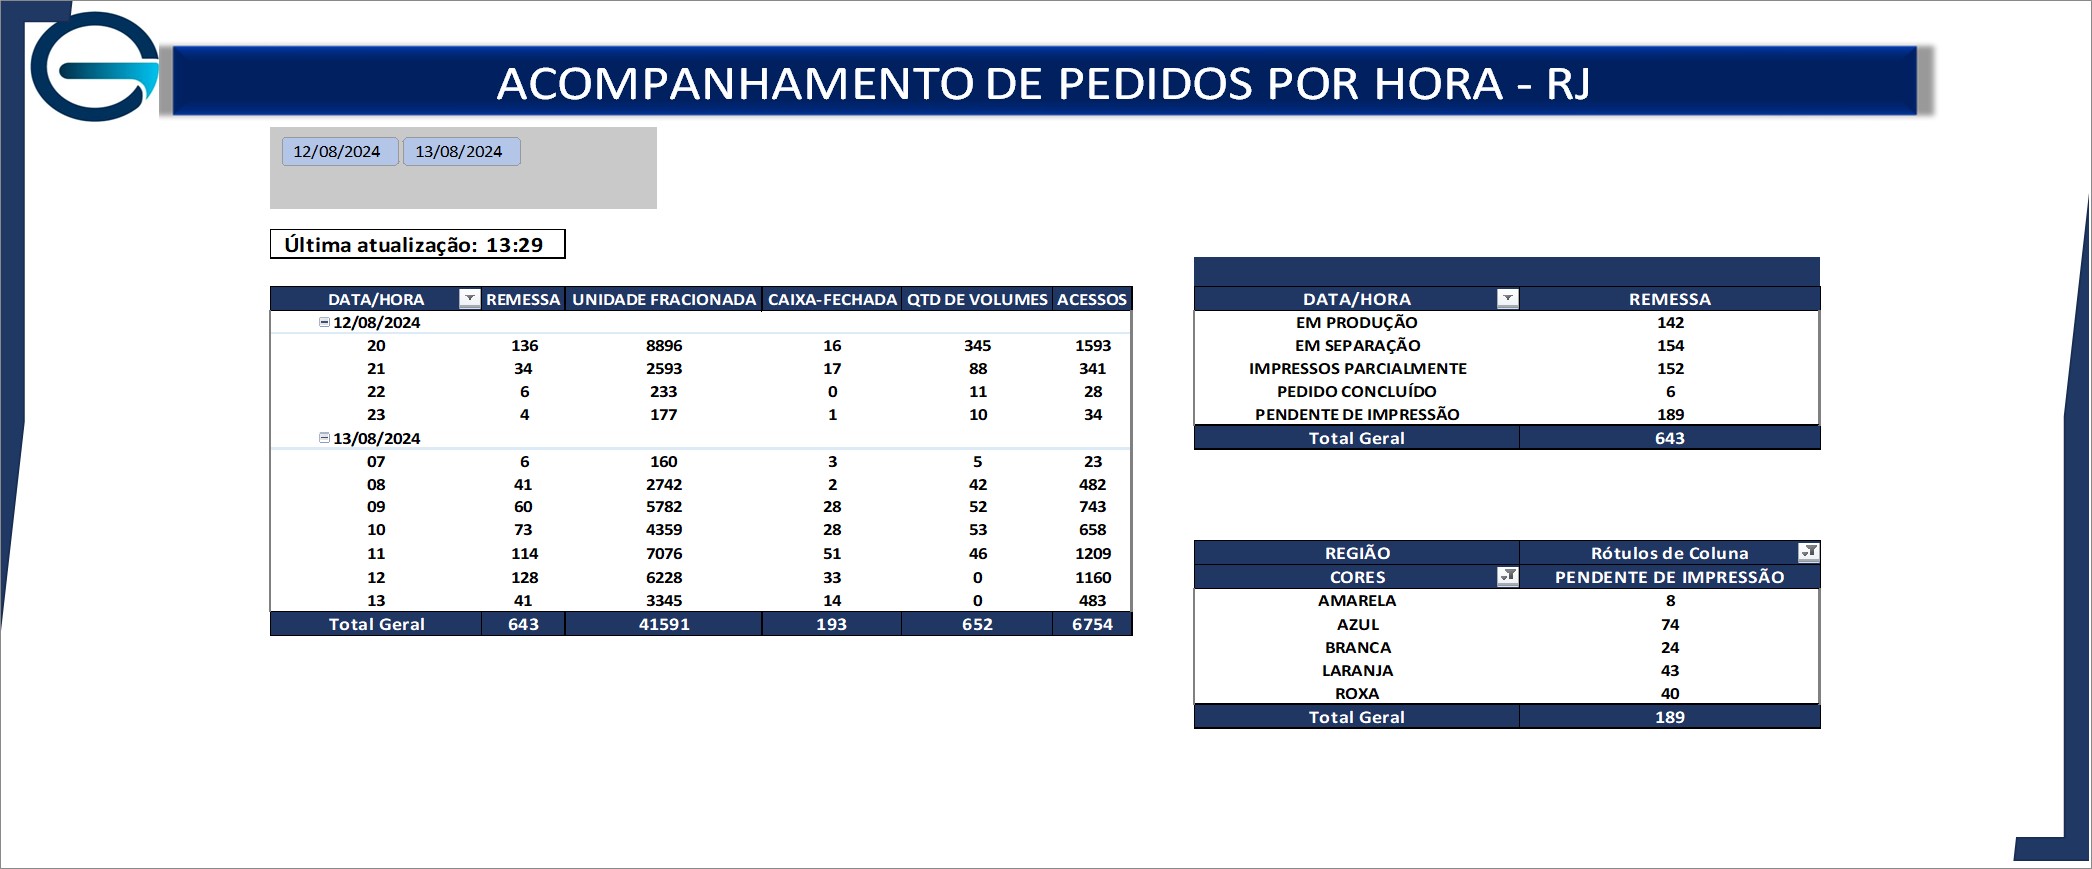 ACOMPANHAMENTO DE PEDIDOS POR HORA - RJ
12/08/2024 13/08/2024
Última atualização: 13:29
DATA/HORA REMESSA UNIDADE FRACIONADA CAIXA-FECHADA QTD DE VOLUMES ACESSOS
12/08/2024
20 136 8896 16 345 1593
21 34 2593 17 88 341
22 6 233 0 11 28
23 4 177 1 10 34
13/08/2024
07 6 160 3 5 23
08 41 2742 2 42 482
09 60 5782 28 52 743
10 73 4359 28 53 658
11 114 7076 51 46 1209
12 128 6228 33 0 1160
13 41 3345 14 0 483
Total Geral 643 41591 193 652 6754
DATA/HORA REMESSA
EM PRODUÇÃO 142
EM SEPARAÇÃO 154
IMPRESSOS PARCIALMENTE 152
PEDIDO CONCLUÍDO 6
PENDENTE DE IMPRESSÃO 189
Total Geral 643
REGIÃO Rótulos de Coluna
CORES PENDENTE DE IMPRESSÃO
AMARELA 8
AZUL 74
BRANCA 24
LARANJA 43
ROXA 40
Total Geral 189